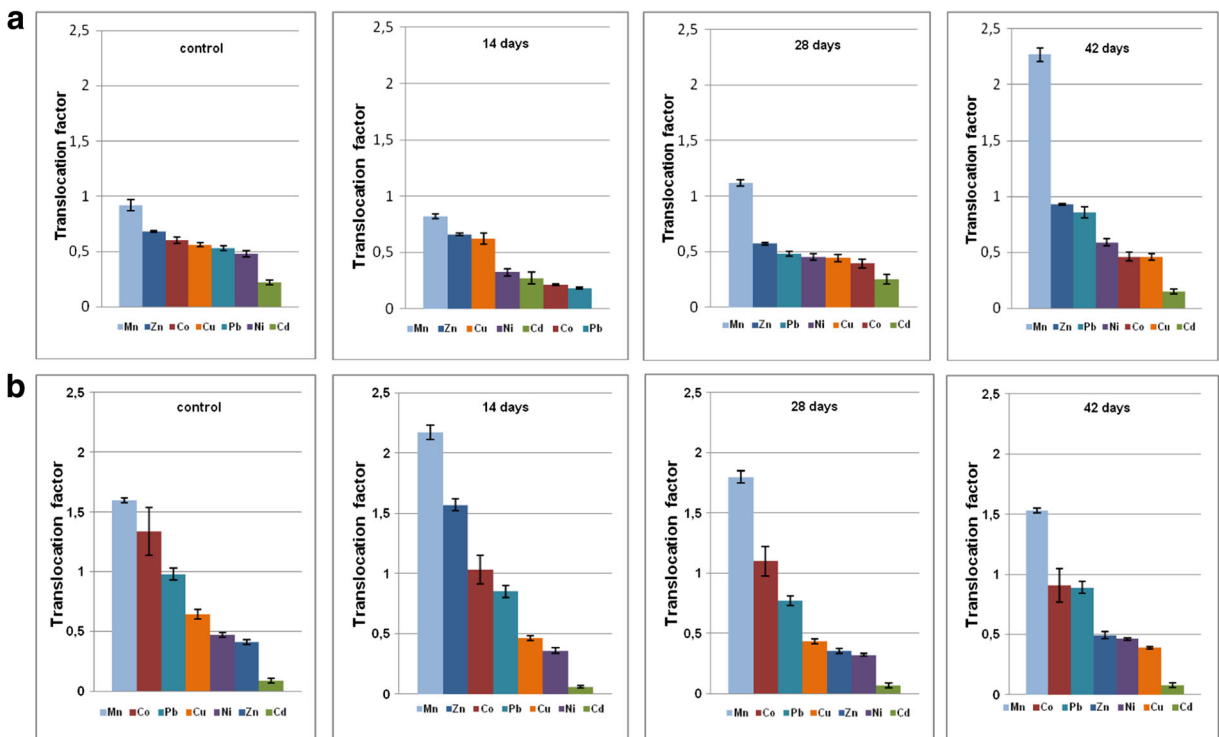 a
control
Translocation factor
2,5
2
1,5
1
0,5
0
Mn Zn Co Cu Pb Ni Cd
14 days
Translocation factor
2,5
2
1,5
1
0,5
0
Mn Zn Cu Ni Cd Co Pb
28 days
Translocation factor
2,5
2
1,5
1
0,5
0
Mn Zn Pb Ni Cu Co Cd
42 days
Translocation factor
2,5
2
1,5
1
0,5
0
Mn Zn Pb Ni Co Cu Cd
b
control
Translocation factor
2,5
2
1,5
1
0,5
0
Mn Co Pb Cu Ni Zn Cd
14 days
Translocation factor
2,5
2
1,5
1
0,5
0
Mn Zn Co Pb Cu Ni Cd
28 days
Translocation factor
2,5
2
1,5
1
0,5
0
Mn Co Pb Cu Zn Ni Cd
42 days
Translocation factor
2,5
2
1,5
1
0,5
0
Mn Co Pb Zn Ni Cu Cd